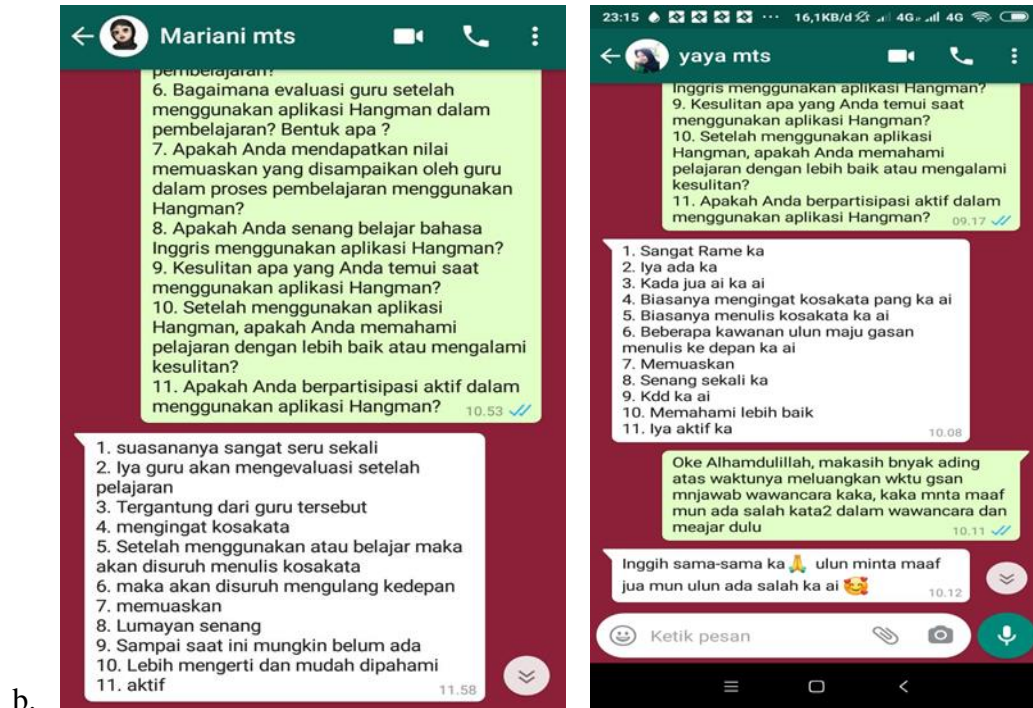 Mariani mts
pembelajaran?
6. Bagaimana evaluasi guru setelah
menggunakan aplikasi Hangman dalam
pembelajaran? Bentuk apa ?
7. Apakah Anda mendapatkan nilai
memuaskan yang disampaikan oleh guru
dalam proses pembelajaran menggunakan
Hangman?
8. Apakah Anda senang belajar bahasa
Inggris menggunakan aplikasi Hangman?
9. Kesulitan apa yang Anda temui saat
menggunakan aplikasi Hangman?
10. Setelah menggunakan aplikasi
Hangman, apakah Anda memahami
pelajaran dengan lebih baik atau mengalami
kesulitan?
11. Apakah Anda berpartisipasi aktif dalam
menggunakan aplikasi Hangman? 10.53
1. suasananya sangat seru sekali
2. Iya guru akan mengevaluasi setelah
pelajaran
3. Tergantung dari guru tersebut
4. mengingat kosakata
5. Setelah menggunakan atau belajar maka
akan disuruh menulis kosakata
6. maka akan disuruh mengulang kedepan
7. memuaskan
8. Lumayan senang
9. Sampai saat ini mungkin belum ada
10. Lebih mengerti dan mudah dipahami
11. aktif 11.58
b.
23:15 ... 16,1KB/d 4G 4G
yaya mts
Inggris menggunakan aplikasi Hangman?
9. Kesulitan apa yang Anda temui saat
menggunakan aplikasi Hangman?
10. Setelah menggunakan aplikasi
Hangman, apakah Anda memahami
pelajaran dengan lebih baik atau mengalami
kesulitan?
11. Apakah Anda berpartisipasi aktif dalam
menggunakan aplikasi Hangman? 09.17
1. Sangat Rame ka
2. Iya ada ka
3. Kada jua ai ka ai
4. Biasanya mengingat kosakata pang ka ai
5. Biasanya menulis kosakata ka ai
6. Beberapa kawanan ulun maju gasan
menulis ke depan ka ai
7. Memuaskan
8. Senang sekali ka
9. Kdd ka ai
10. Memahami lebih baik
11. Iya aktif ka 10.08
Oke Alhamdulillah, makasih bnyak ading
atas waktunya meluangkan wktu gsan
mnjawab wawancara kaka, kaka mnta maaf
mun ada salah kata2 dalam wawancara dan
meajar dulu 10.11
Inggih sama-sama ka🙏 ulun minta maaf
jua mun ulun ada salah ka ai🥰 10.12
Ketik pesan